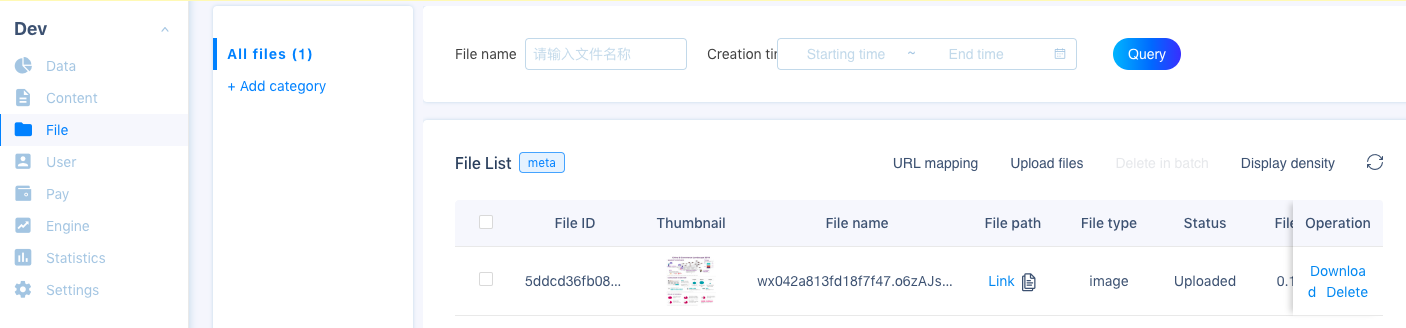 Dev
Data
Content
File
User
Pay
Engine
Statistics
Settings
All files (1)
+ Add category
File name 请输入文件名称 Creation tin Starting time ~ End time Query
File List meta URL mapping Upload files Delete in batch Display density
File ID Thumbnail File name File path File type Status File Operation
5ddcd36fb08... wx042a813fd18f7f47.o6zAJs... Link image Uploaded 0.1 Downloa
d Delete